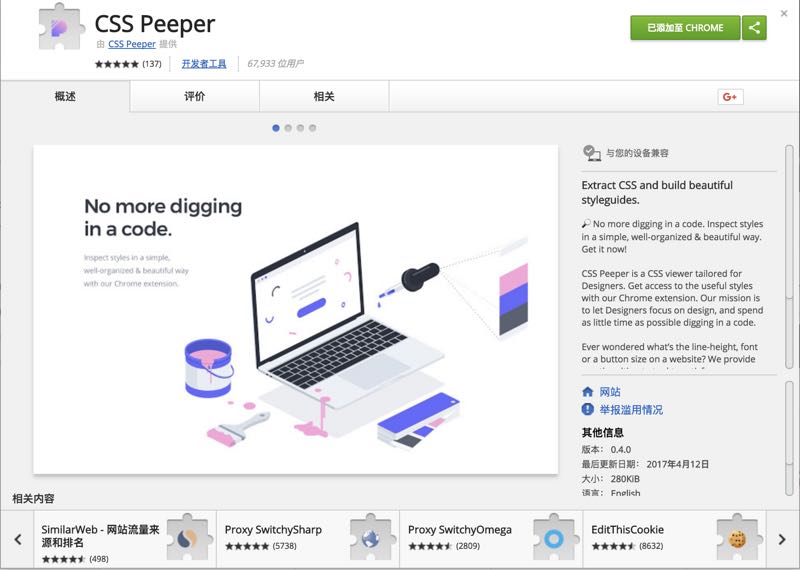 CSS Peeper
由 CSS Peeper 提供
(137)
开发者工具
67,933 位用户
已添加至 CHROME
概述
评价
相关
G+
No more digging
in a code.
Inspect styles in a simple,
well-organized & beautiful way
with our Chrome extension.
与您的设备兼容
Extract CSS and build beautiful
styleguides.
No more digging in a code. Inspect styles
in a simple, well-organized & beautiful way.
Get it now!
CSS Peeper is a CSS viewer tailored for
Designers. Get access to the useful styles
with our Chrome extension. Our mission is
to let Designers focus on design, and spend
as little time as possible digging in a code.
Ever wondered what's the line-height, font
or a button size on a website? We provide
网站
举报滥用情况
其他信息
版本： 0.4.0
最后更新日期： 2017年4月12日
大小： 280KiB
语言： English
相关内容
SimilarWeb - 网站流量来
源和排名
(498)
Proxy SwitchySharp
(5738)
Proxy SwitchyOmega
(2809)
EditThisCookie
(8632)